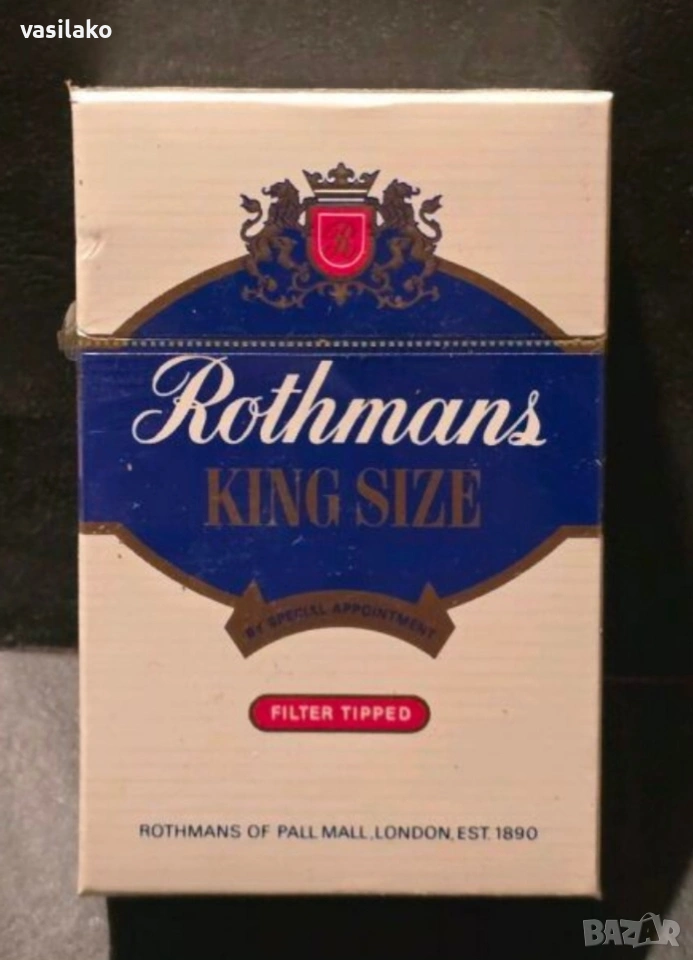 vasilako
R
Rothmans
KING SIZE
BY SPECIAL APPOINTMENT
FILTER TIPPED
ROTHMANS OF PALL MALL, LONDON, EST. 1890
BAZAR